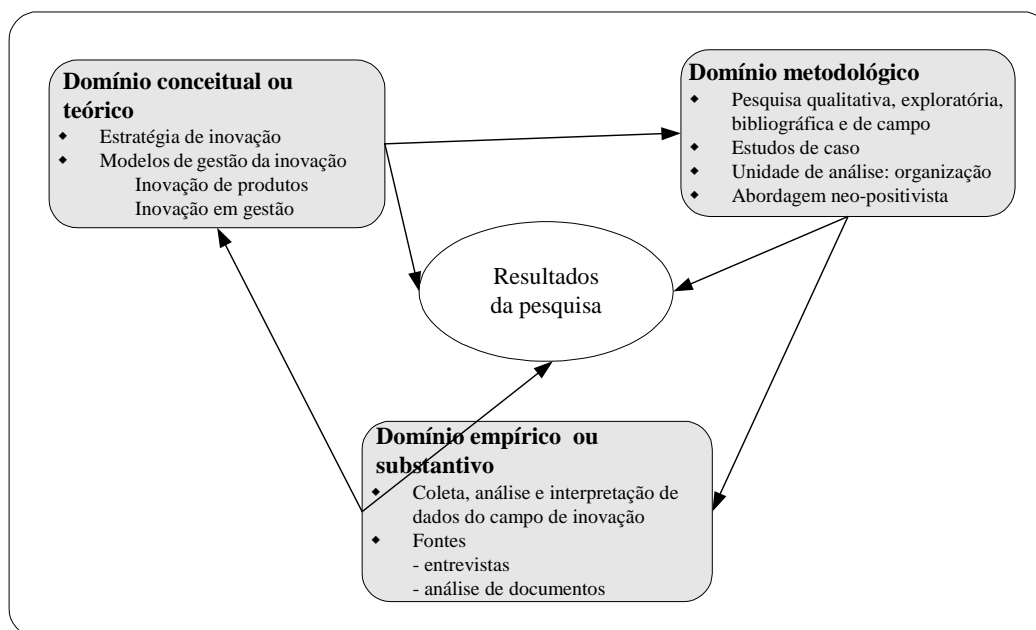 Domínio conceitual ou
teórico
◆ Estratégia de inovação
◆ Modelos de gestão da inovação
Inovação de produtos
Inovação em gestão
Domínio metodológico
◆ Pesquisa qualitativa, exploratória,
bibliográfica e de campo
◆ Estudos de caso
◆ Unidade de análise: organização
◆ Abordagem neo-positivista
Resultados
da pesquisa
Domínio empírico ou
substantivo
◆ Coleta, análise e interpretação de
dados do campo de inovação
◆ Fontes
- entrevistas
- análise de documentos